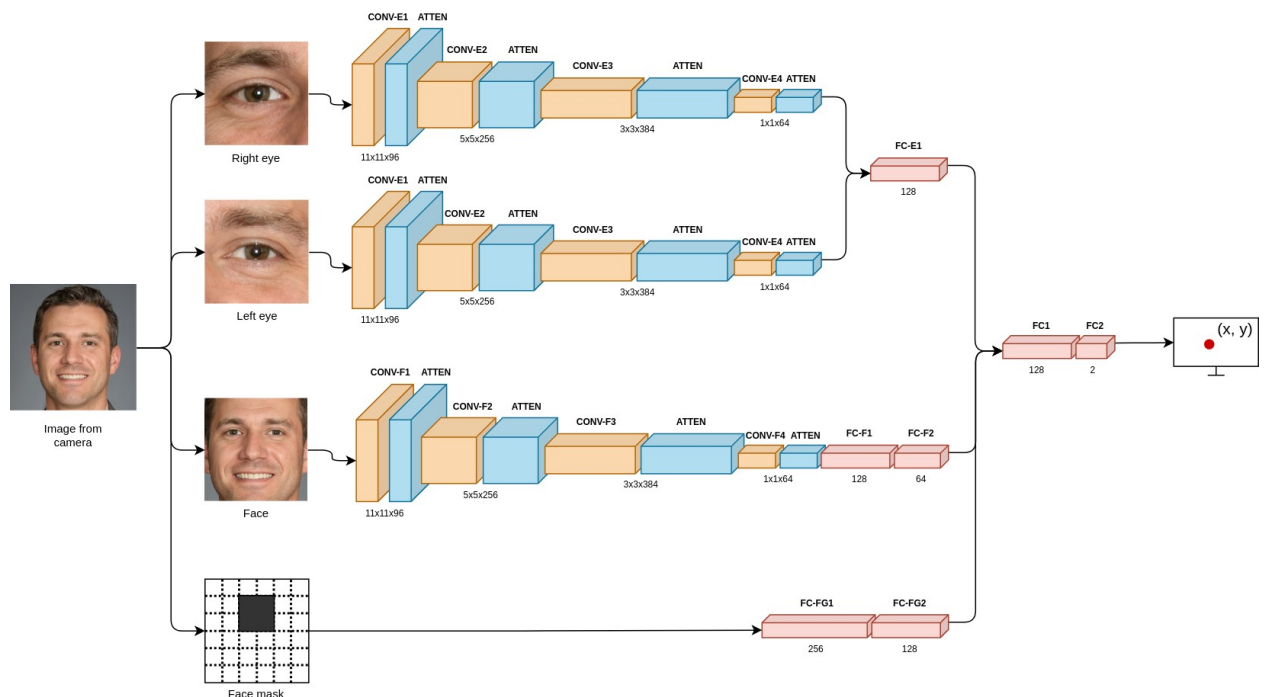 CONV-E1 ATTEN
CONV-E2 ATTEN
CONV-E3 ATTEN
CONV-E4 ATTEN
11x11x96
5x5x256
3x3x384
1x1x64
Right eye
FC-E1
128
CONV-E1 ATTEN
CONV-E2 ATTEN
CONV-E3 ATTEN
CONV-E4 ATTEN
11x11x96
5x5x256
3x3x384
1x1x64
Left eye
Image from
camera
CONV-F1 ATTEN
CONV-F2 ATTEN
CONV-F3 ATTEN
CONV-F4 ATTEN
FC-F1 FC-F2
11x11x96
5x5x256
3x3x384
1x1x64
128 64
Face
FC1 FC2
128 2
(x, y)
FC-FG1 FC-FG2
256 128
Face mask